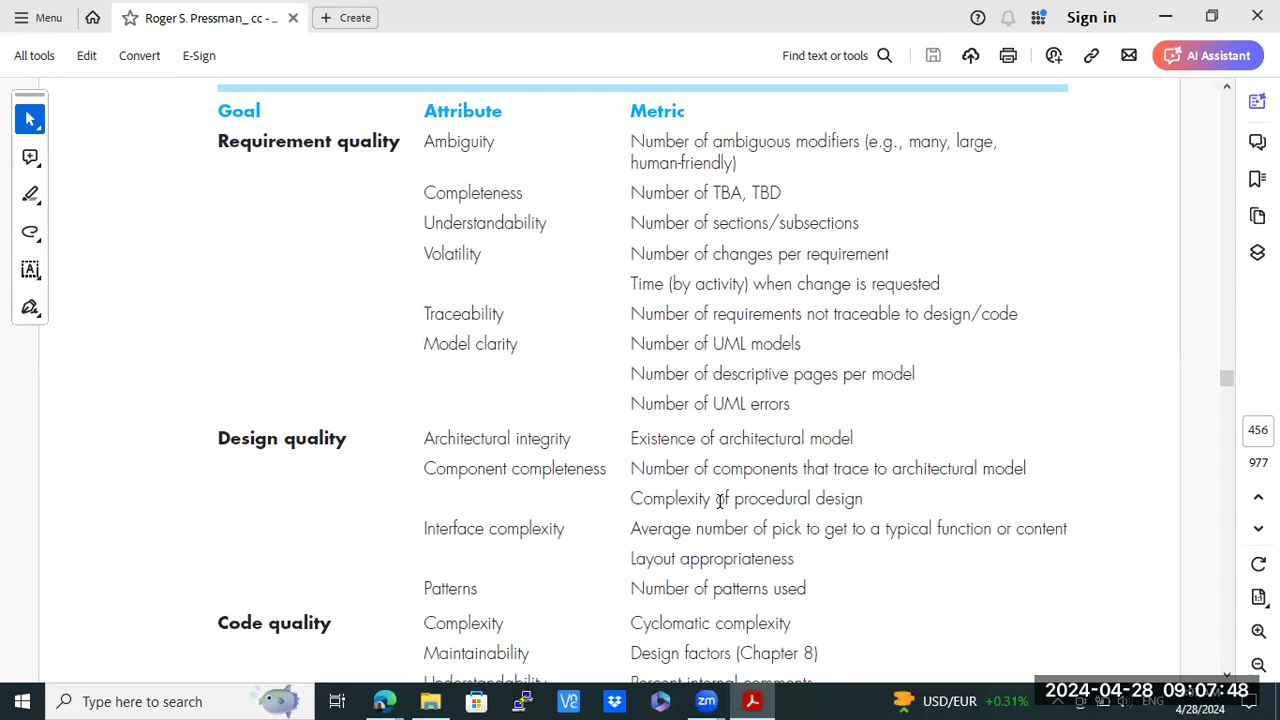 Menu
Roger S. Pressman_ cc - ...
Create
Sign in
All tools Edit Convert E-Sign
Find text or tools
AI Assistant
Goal Attribute Metric
Requirement quality Ambiguity Number of ambiguous modifiers (e.g., many, large,
human-friendly)
Completeness Number of TBA, TBD
Understandability Number of sections/subsections
Volatility Number of changes per requirement
Time (by activity) when change is requested
Traceability Number of requirements not traceable to design/code
Model clarity Number of UML models
Number of descriptive pages per model
Number of UML errors
Design quality Architectural integrity Existence of architectural model
Component completeness Number of components that trace to architectural model
Complexity of procedural design
Interface complexity Average number of pick to get to a typical function or content
Layout appropriateness
Patterns Number of patterns used
Code quality Complexity Cyclomatic complexity
Maintainability Design factors (Chapter 8)
Understandability Percent internal comments
456
977
Type here to search
USD/EUR +0.31%
ENG
2024-04-28 09:07:48
4/28/2024